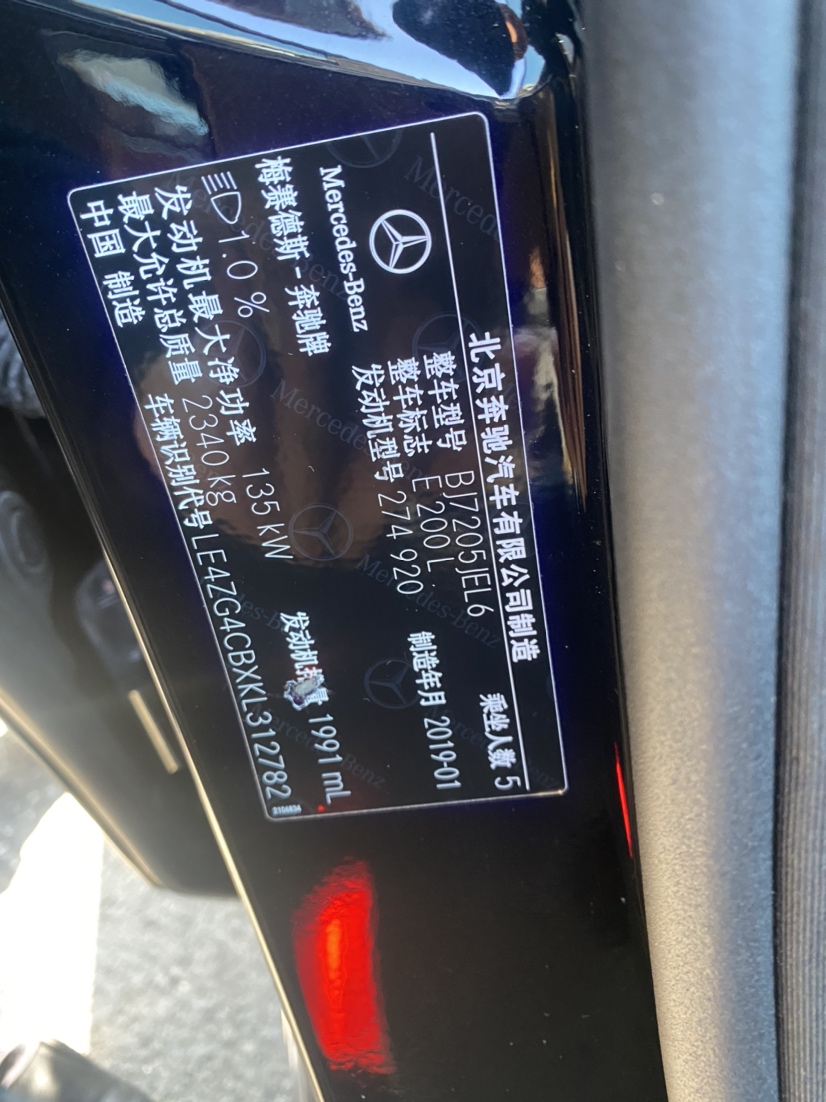 北京奔驰汽车有限公司制造
Mercedes-Benz
梅赛德斯-奔驰牌
整车型号 BJ7205JEL6 乘坐人数 5
整车标志 E 200 L
发动机型号 274 920 制造年月 2019-01
1.0 %
发动机最大净功率 135 kW 发动机排量 1991 mL
最大允许总质量 2340 kg
中国 制造 车辆识别代号 LE4ZG4CBXKL312782